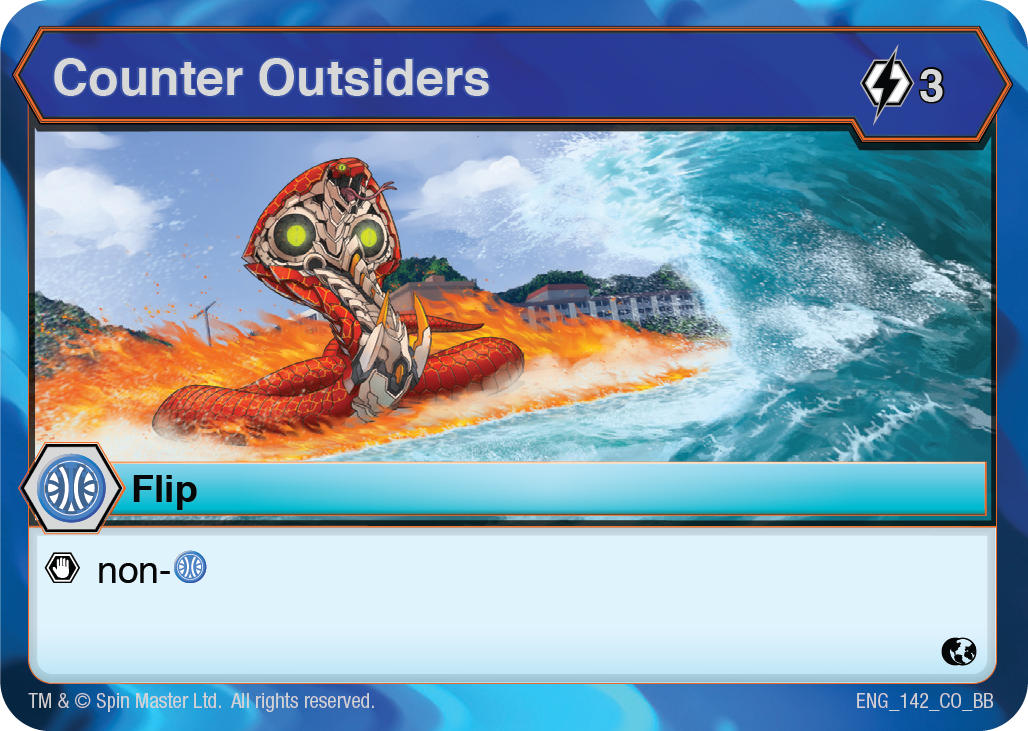 Counter Outsiders
3
Flip
non-
TM & © Spin Master Ltd. All rights reserved.
ENG_142_CO_BB